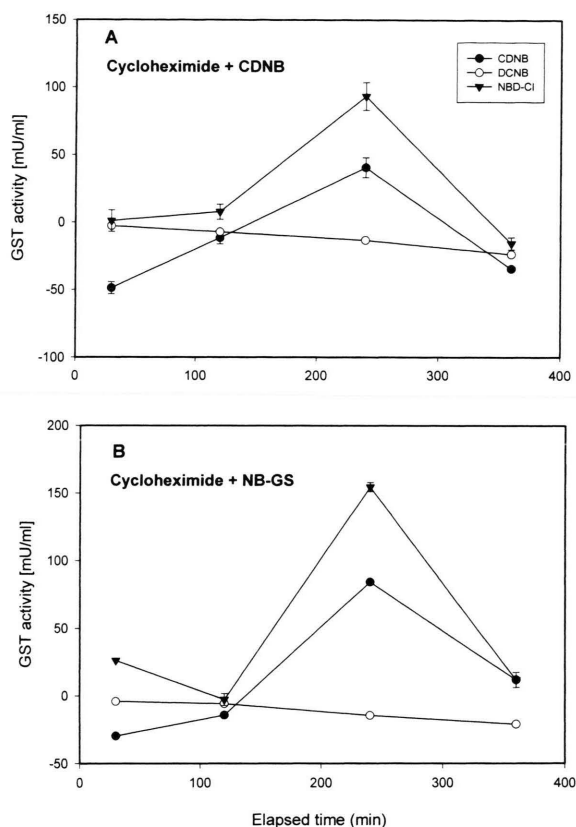 A
Cycloheximide + CDNB
CDNB
DCNB
NBD-Cl
GST activity [mU/ml]
150
100
50
0
-50
-100
0 100 200 300 400
B
Cycloheximide + NB-GS
GST activity [mU/ml]
200
150
100
50
0
-50
0 100 200 300 400
Elapsed time (min)